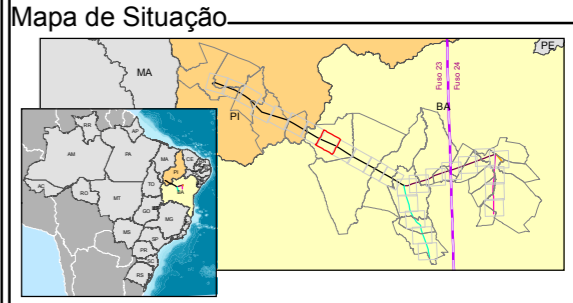 Mapa de Situação
PE
MA
Fuso 23
Fuso 24
BA
PI
RR
AP
AM
PA
MA
CE
PI
AC
RO
TO
MT
BA
GO
MG
MS
SP
PR
SC
RS